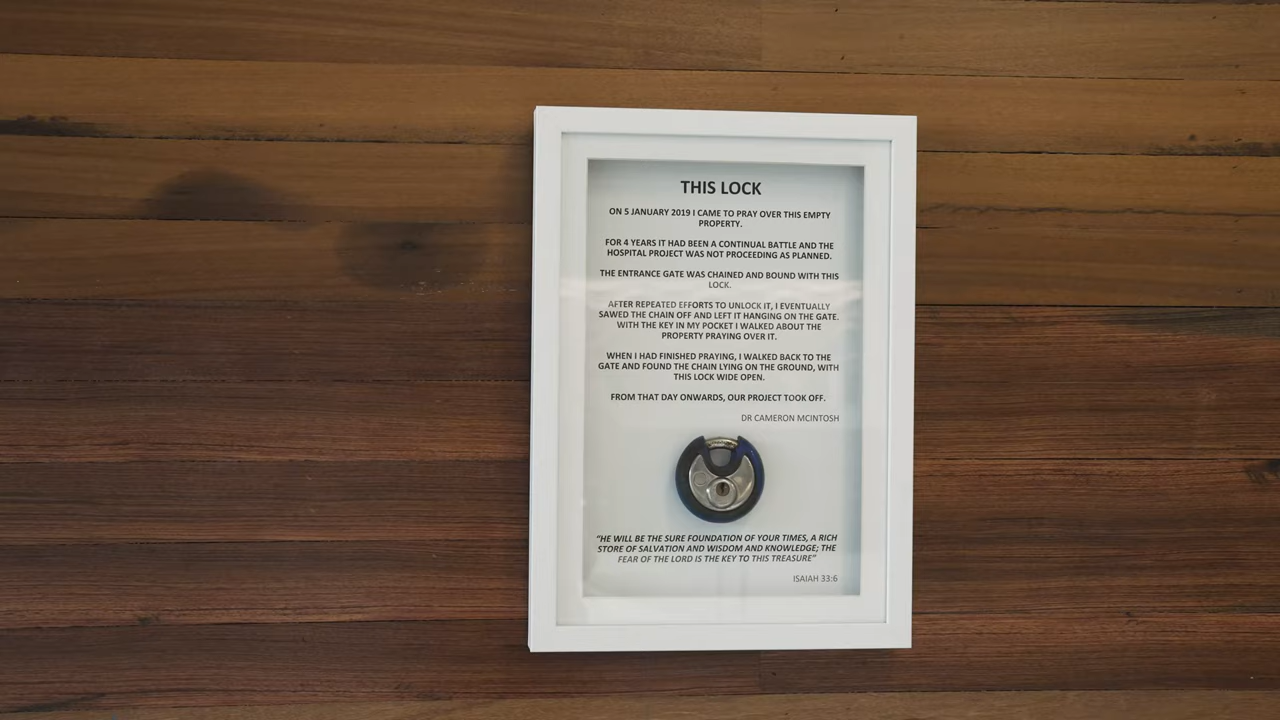 THIS LOCK
ON 5 JANUARY 2019 I CAME TO PRAY OVER THIS EMPTY
PROPERTY.
FOR 4 YEARS IT HAD BEEN A CONTINUAL BATTLE AND THE
HOSPITAL PROJECT WAS NOT PROCEEDING AS PLANNED.
THE ENTRANCE GATE WAS CHAINED AND BOUND WITH THIS
LOCK.
AFTER REPEATED EFFORTS TO UNLOCK IT, I EVENTUALLY
SAWED THE CHAIN OFF AND LEFT IT HANGING ON THE GATE.
WITH THE KEY IN MY POCKET I WALKED ABOUT THE
PROPERTY PRAYING OVER IT.
WHEN I HAD FINISHED PRAYING, I WALKED BACK TO THE
GATE AND FOUND THE CHAIN LYING ON THE GROUND, WITH
THIS LOCK WIDE OPEN.
FROM THAT DAY ONWARDS, OUR PROJECT TOOK OFF.
DR CAMERON MCINTOSH
“HE WILL BE THE SURE FOUNDATION OF YOUR TIMES, A RICH
STORE OF SALVATION AND WISDOM AND KNOWLEDGE; THE
FEAR OF THE LORD IS THE KEY TO THIS TREASURE”
ISAIAH 33:6